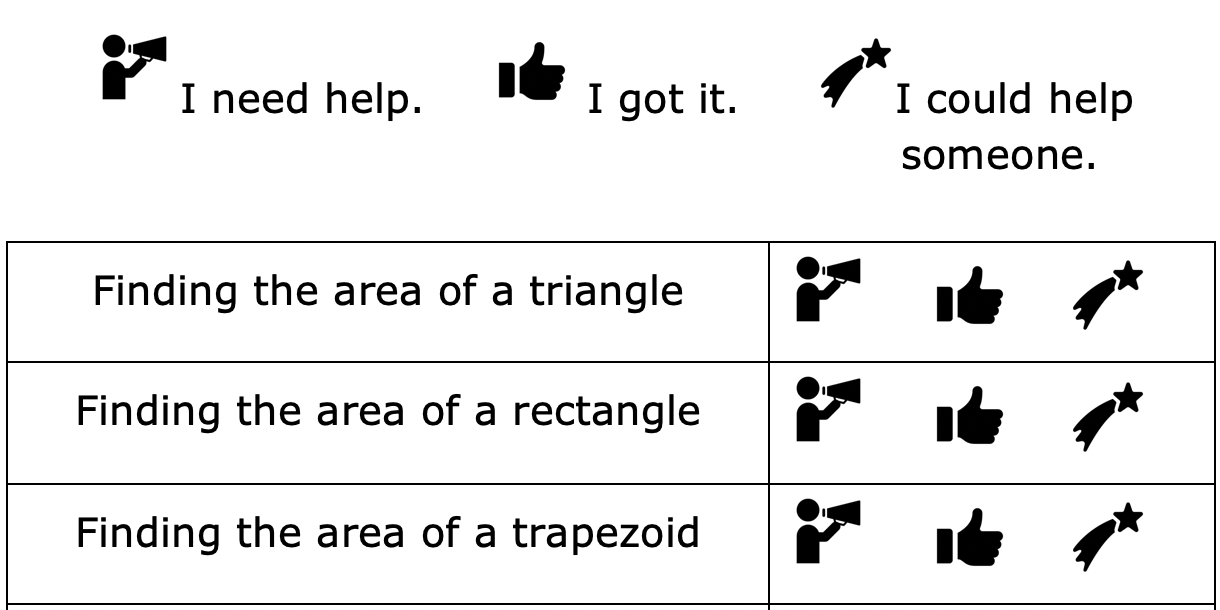 I need help.
I got it.
I could help
someone.
Finding the area of a triangle
Finding the area of a rectangle
Finding the area of a trapezoid